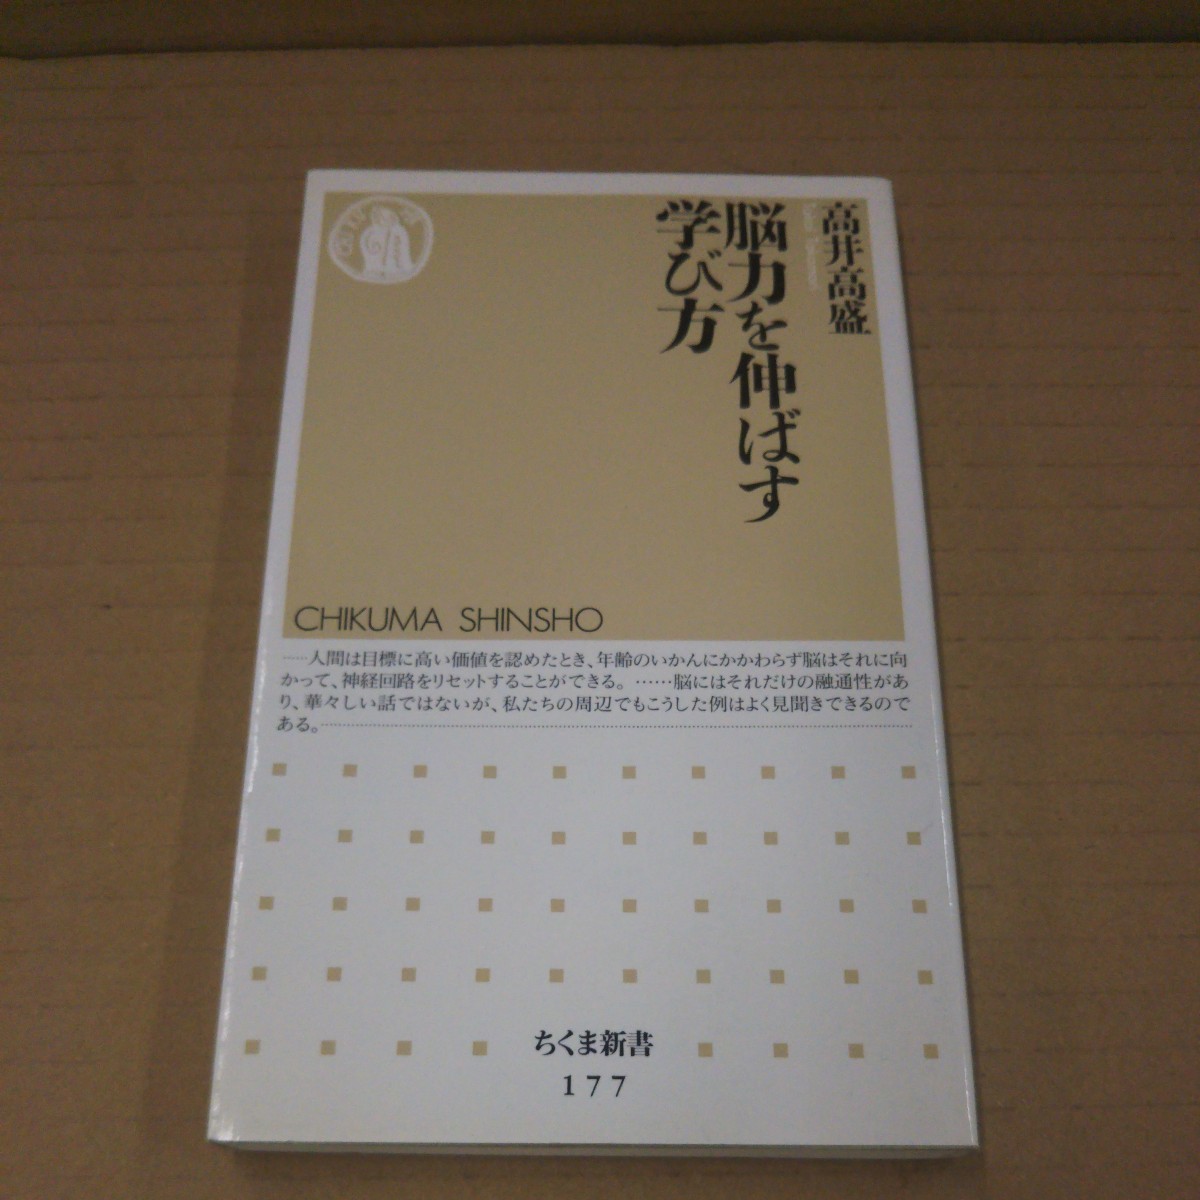 高井高盛
脳力を伸ばす
学び方
CHIKUMA SHINSHO
……人間は目標に高い価値を認めたとき、年齢のいかんにかかわらず脳はそれに向
かって、神経回路をリセットすることができる。……脳にはそれだけの融通性があ
り、華々しい話ではないが、私たちの周辺でもこうした例はよく見聞きできるので
ある。
ちくま新書
177